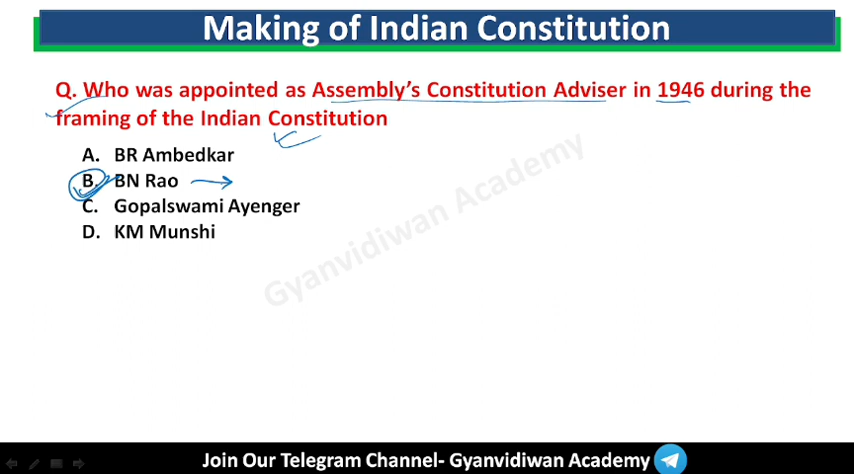 Making of Indian Constitution
Q. Who was appointed as Assembly's Constitution Adviser in 1946 during the
framing of the Indian Constitution
A. BR Ambedkar
B. BN Rao
C. Gopalswami Ayenger
D. KM Munshi
Gyanvidiwan Academy
Join Our Telegram Channel- Gyanvidiwan Academy